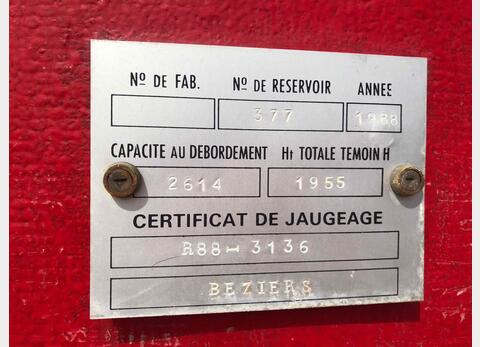 Nº DE FAB. Nº DE RESERVOIR ANNEE
377 1988
CAPACITE AU DEBORDEMENT Ht TOTALE TEMOIN H
2614 1955
CERTIFICAT DE JAUGEAGE
R88-3136
BEZIERS